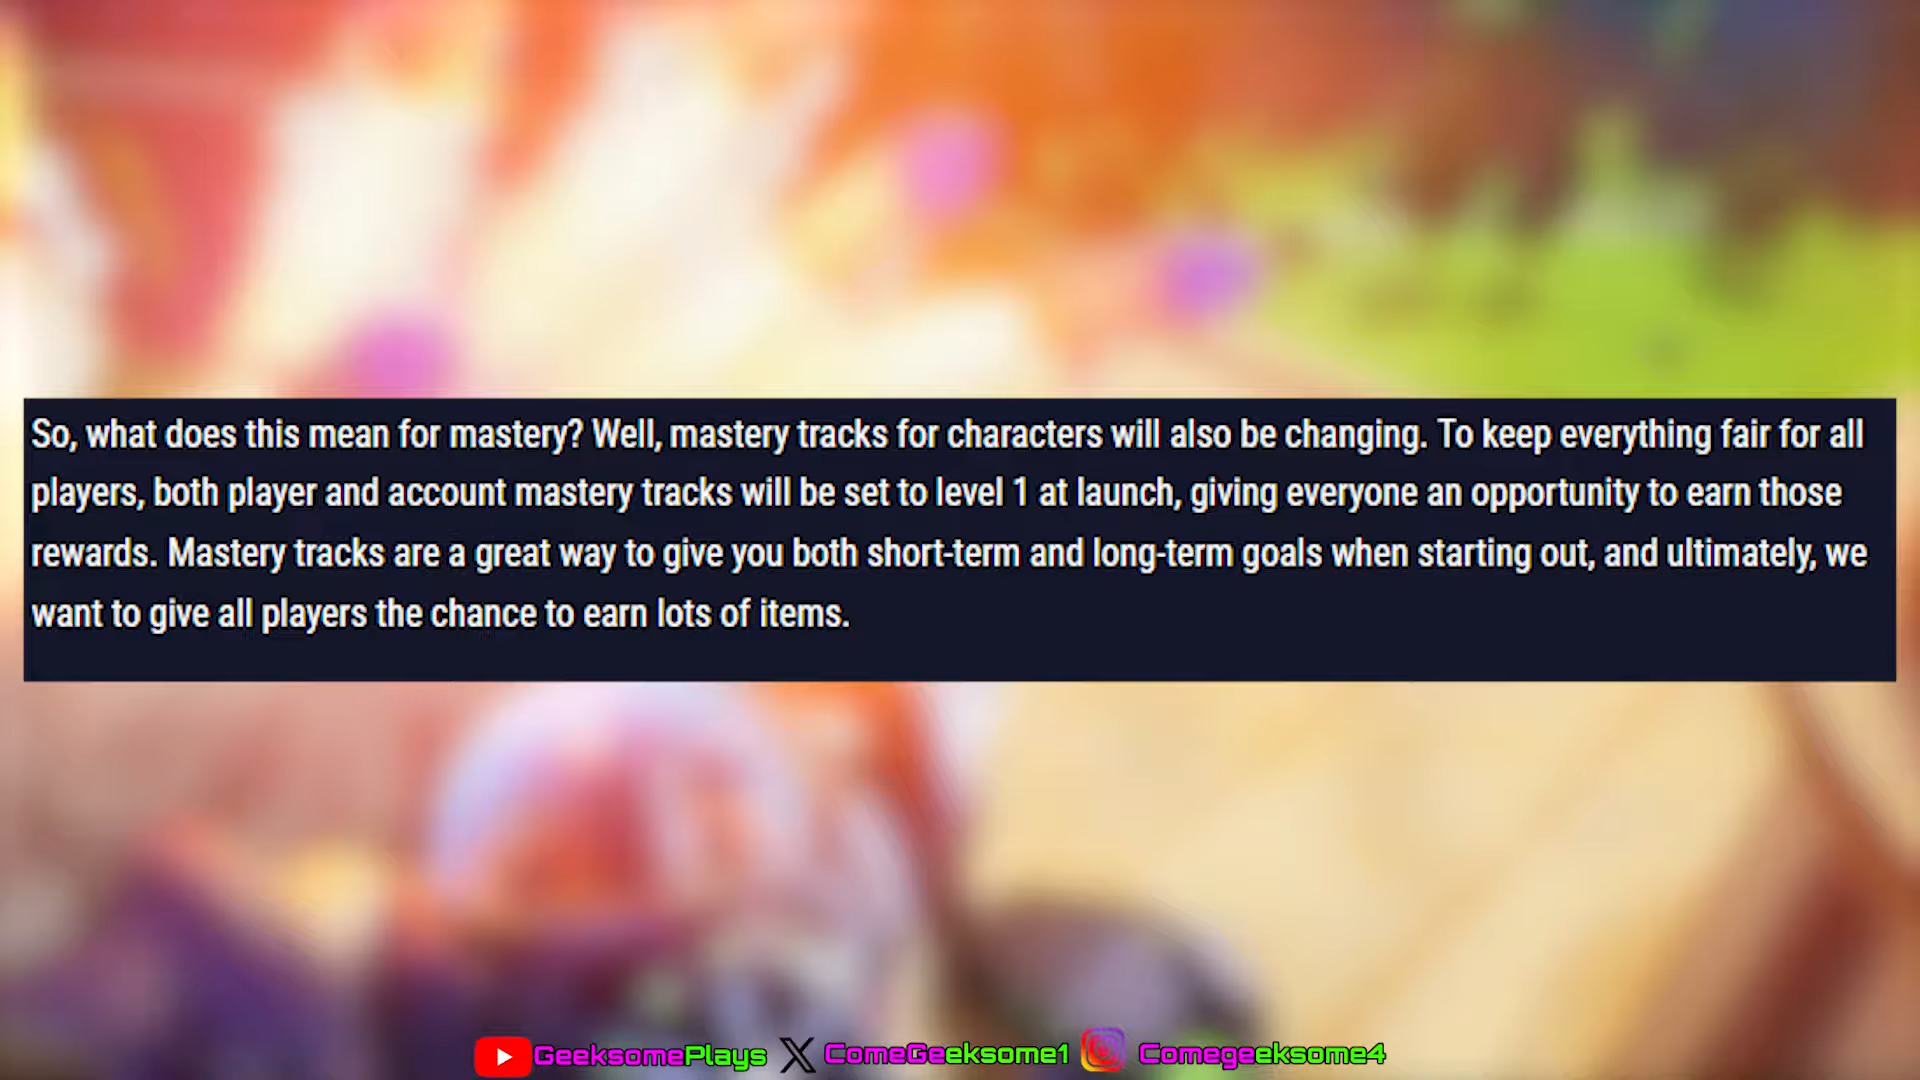 So, what does this mean for mastery? Well, mastery tracks for characters will also be changing. To keep everything fair for all
players, both player and account mastery tracks will be set to level 1 at launch, giving everyone an opportunity to earn those
rewards. Mastery tracks are a great way to give you both short-term and long-term goals when starting out, and ultimately, we
want to give all players the chance to earn lots of items.
GeeksomePlays ComeGeeksome1 Comegeeksome4